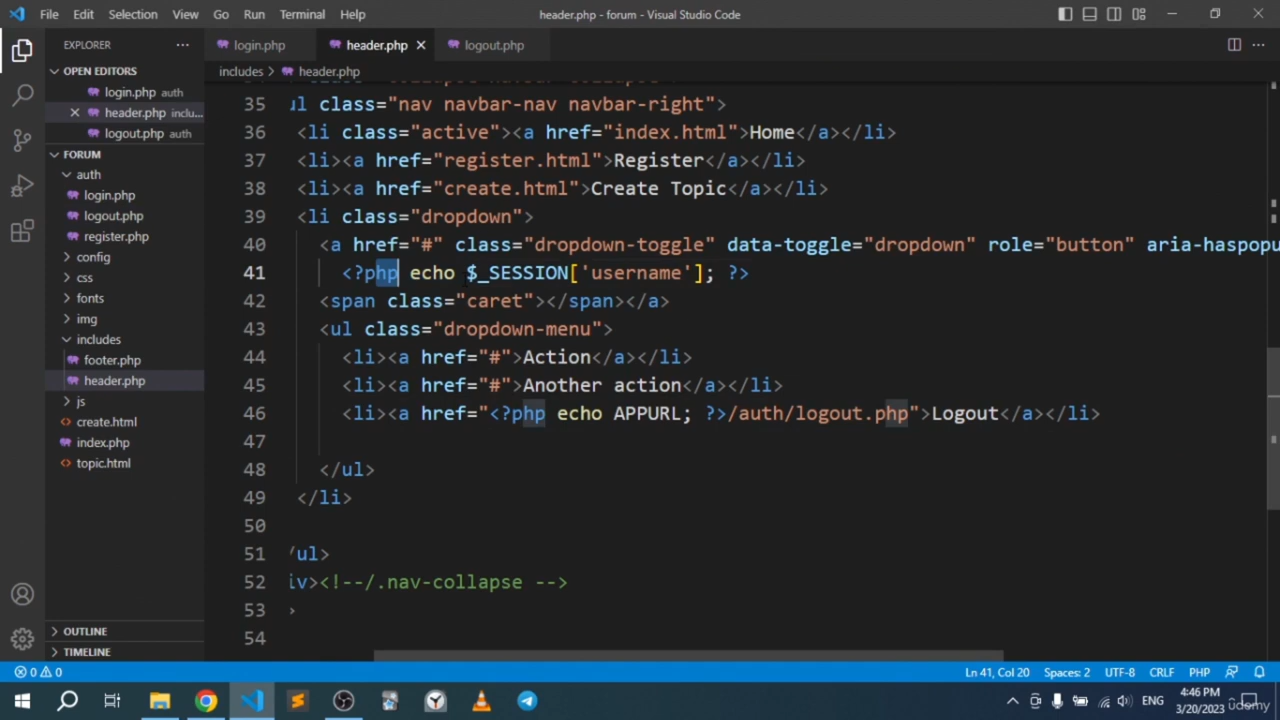 File Edit Selection View Go Run Terminal Help header.php - forum - Visual Studio Code
EXPLORER
login.php header.php logout.php
includes > header.php
OPEN EDITORS
login.php auth
header.php inclu...
logout.php auth
FORUM
auth
login.php
logout.php
register.php
config
css
fonts
img
includes
footer.php
header.php
js
create.html
index.php
topic.html
OUTLINE
TIMELINE
35 ul class="nav navbar-nav navbar-right">
36 <li class="active"><a href="index.html">Home</a></li>
37 <li><a href="register.html">Register</a></li>
38 <li><a href="create.html">Create Topic</a></li>
39 <li class="dropdown">
40 <a href="#" class="dropdown-toggle" data-toggle="dropdown" role="button" aria-haspopu
41 <?php echo $_SESSION['username']; ?>
42 <span class="caret"></span></a>
43 <ul class="dropdown-menu">
44 <li><a href="#">Action</a></li>
45 <li><a href="#">Another action</a></li>
46 <li><a href="<?php echo APPURL; ?>/auth/logout.php">Logout</a></li>
47
48 </ul>
49 </li>
50
51 /ul>
52 iv><!--/.nav-collapse -->
53 >
54
0 0 Ln 41, Col 20 Spaces: 2 UTF-8 CRLF PHP
ENG 4:46 PM
3/20/2023
udemy